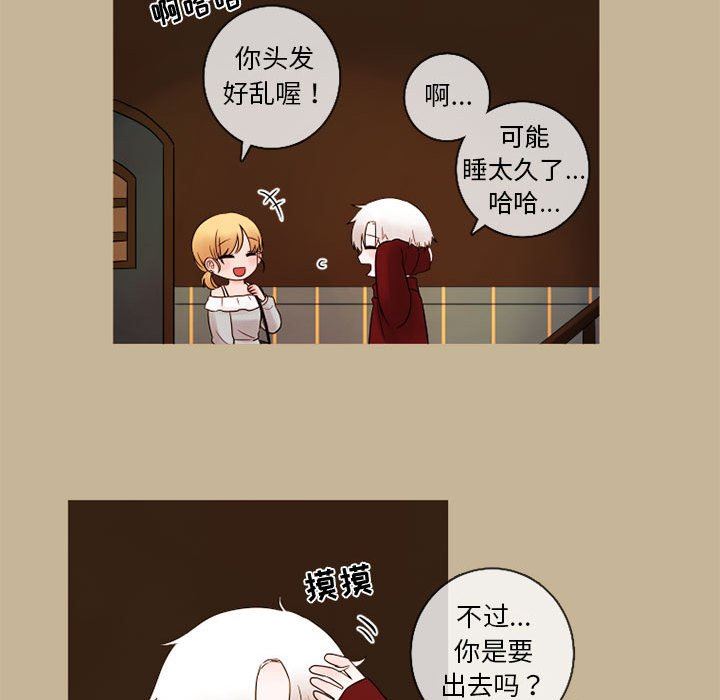 啊哈哈
你头发
好乱喔！
啊...
可能
睡太久了...
哈哈...
摸摸
不过...
你是要
出去吗？